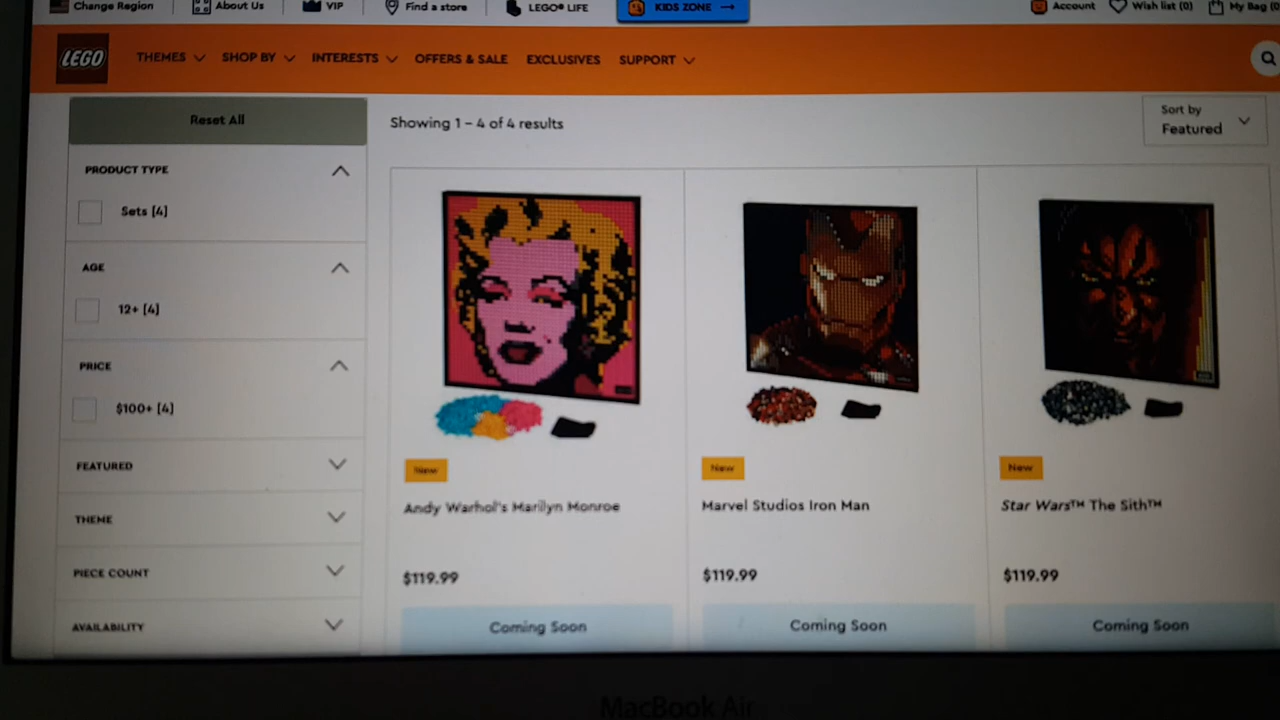 Change Region
About Us
VIP
Find a store
LEGO® LIFE
KIDS ZONE →
Account
Wish list (0)
My Bag (0
LEGO
THEMES
SHOP BY
INTERESTS
OFFERS & SALE
EXCLUSIVES
SUPPORT
Reset All
Showing 1 – 4 of 4 results
Sort by
Featured
PRODUCT TYPE
Sets [4]
AGE
12+ [4]
PRICE
$100+ [4]
FEATURED
THEME
PIECE COUNT
AVAILABILITY
New
Andy Warhol's Marilyn Monroe
$119.99
Coming Soon
New
Marvel Studios Iron Man
$119.99
Coming Soon
New
Star Wars™ The Sith™
$119.99
Coming Soon
MacBook Air